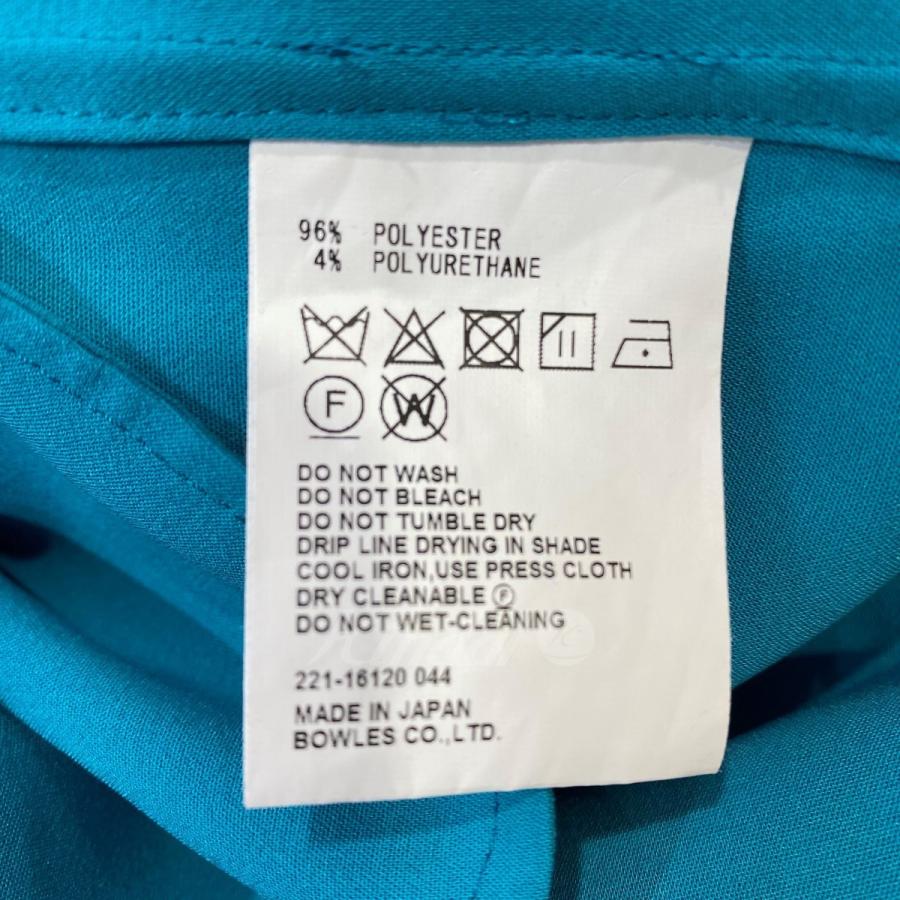 96% POLYESTER
4% POLYURETHANE
F W
DO NOT WASH
DO NOT BLEACH
DO NOT TUMBLE DRY
DRIP LINE DRYING IN SHADE
COOL IRON,USE PRESS CLOTH
DRY CLEANABLE Ⓕ
DO NOT WET-CLEANING
221-16120 044
MADE IN JAPAN
BOWLES CO.,LTD.